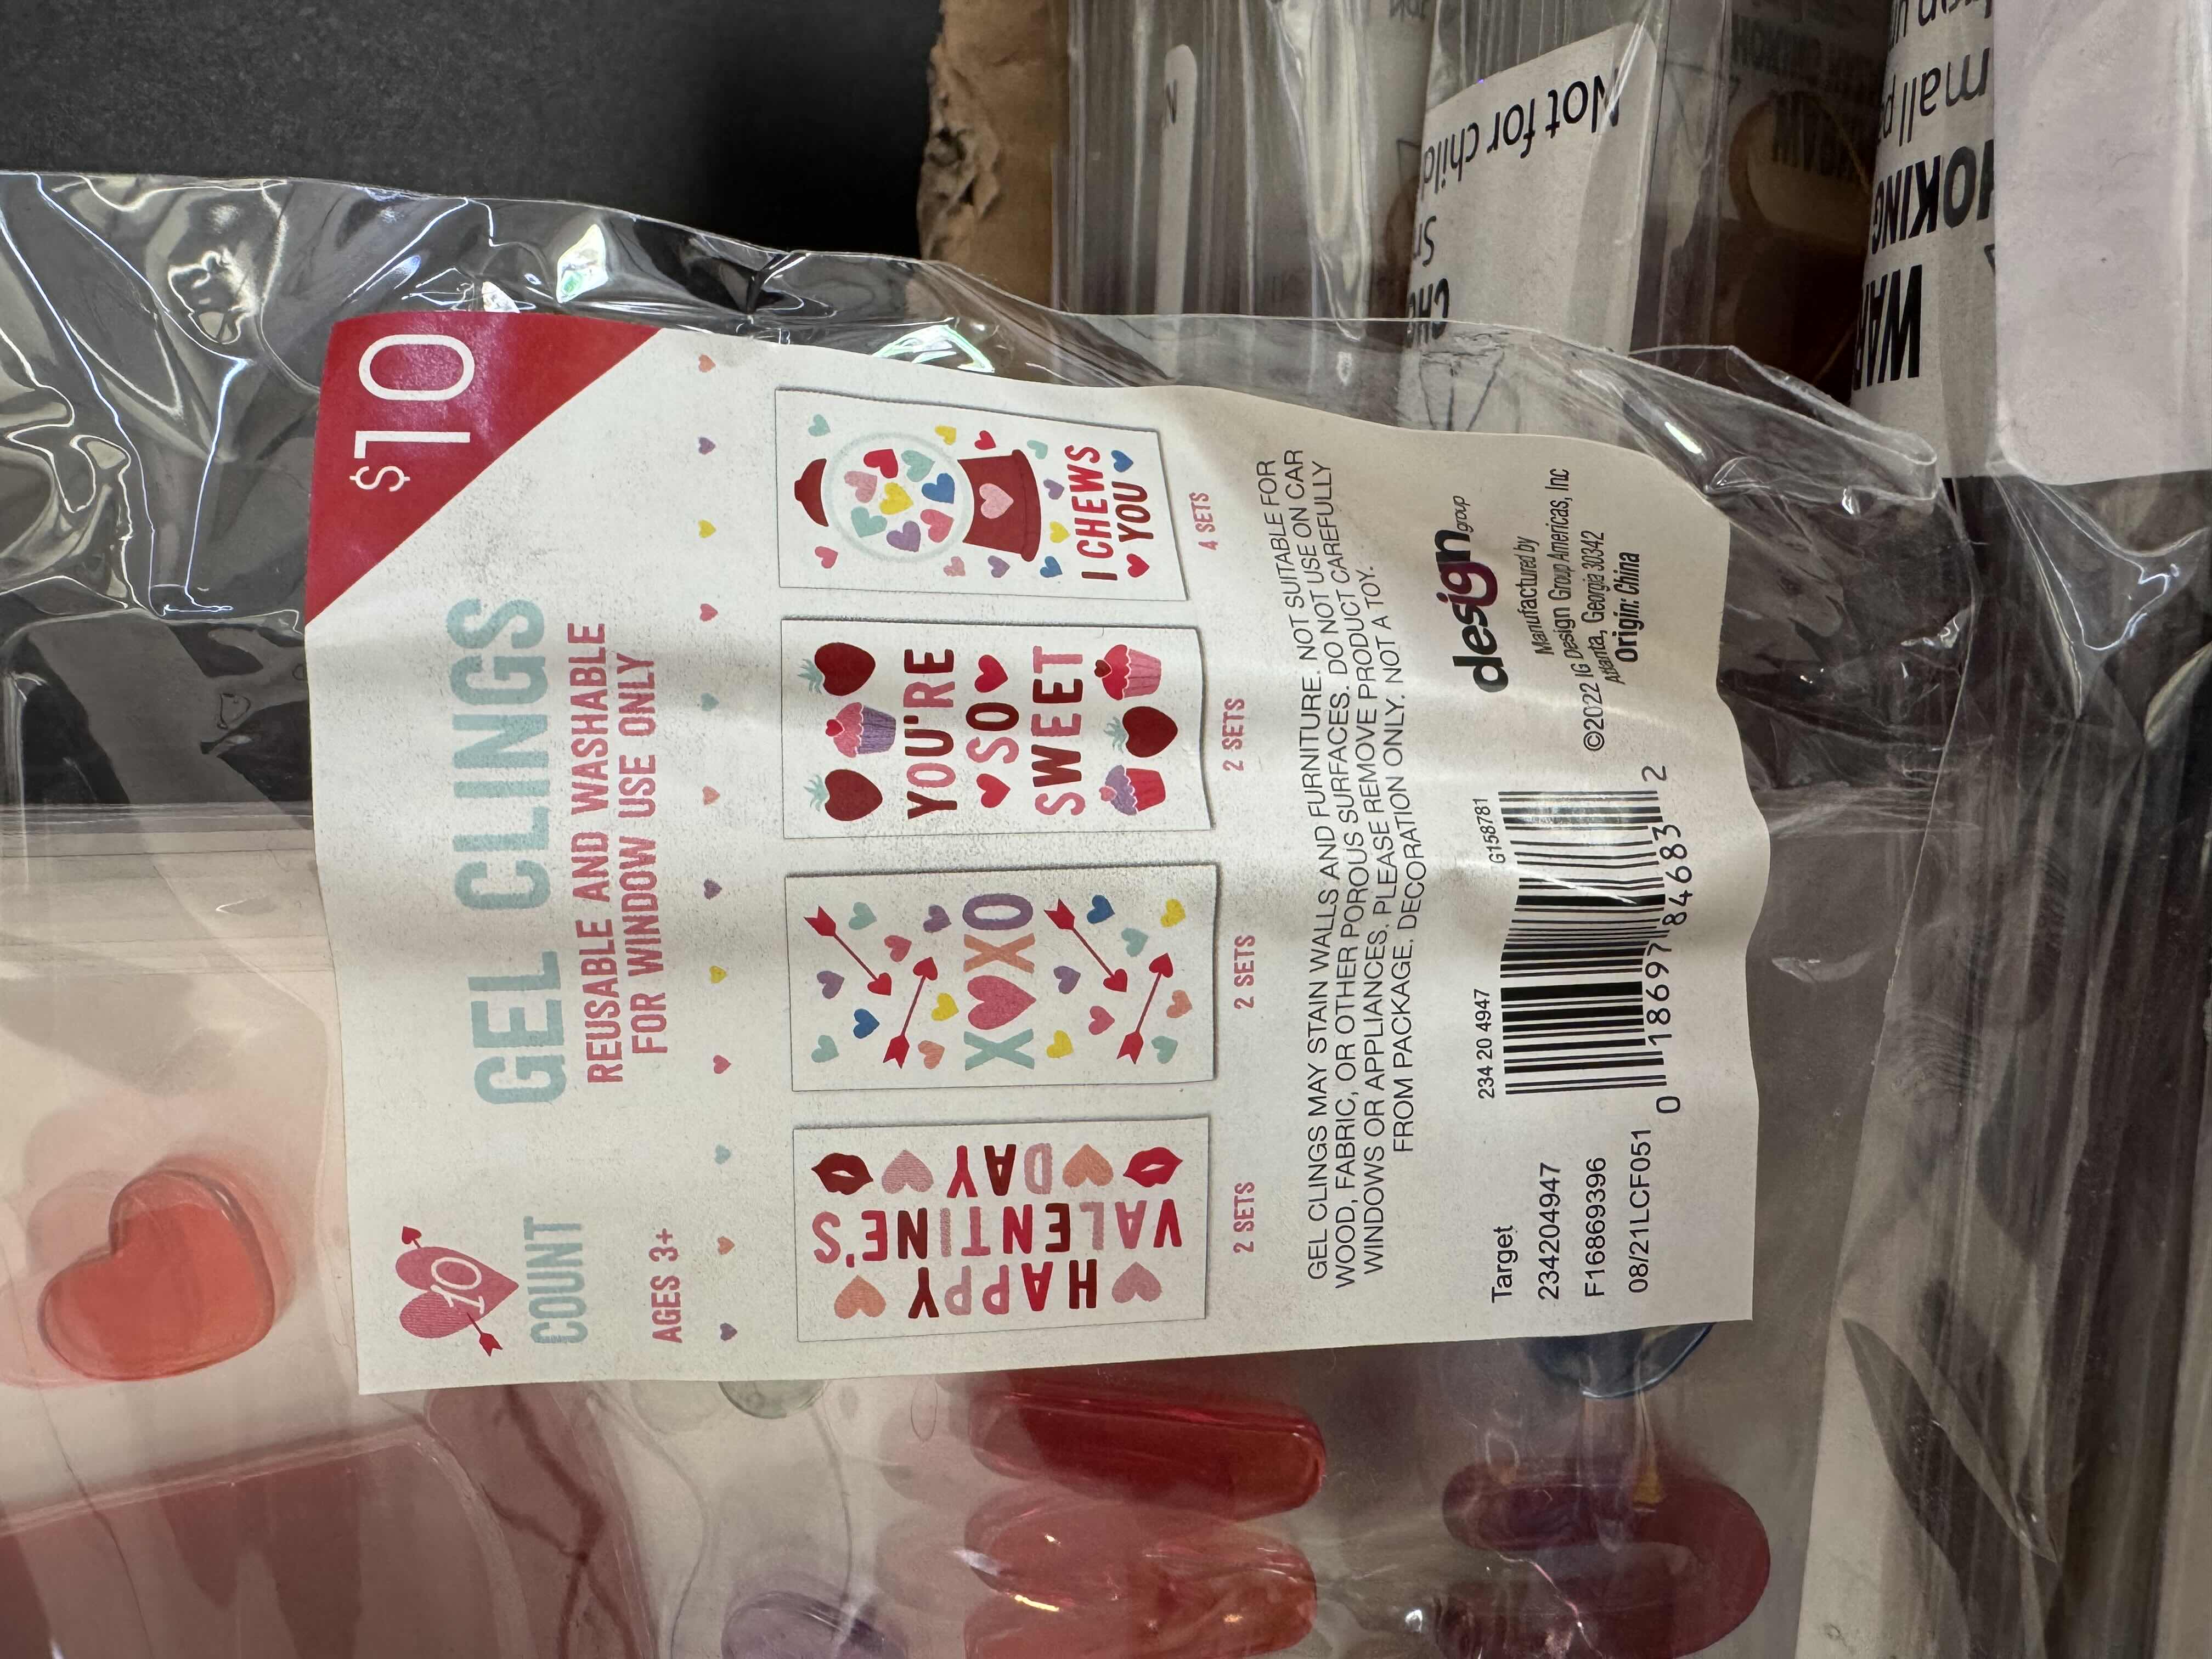 $10
10
COUNT
AGES 3+
GEL CLINGS
REUSABLE AND WASHABLE
FOR WINDOW USE ONLY
HAPPY
VALENTINE'S
DAY
2 SETS
XOXO
2 SETS
YOU'RE
SO
SWEET
2 SETS
I CHEWS
YOU
4 SETS
GEL CLINGS MAY STAIN WALLS AND FURNITURE. NOT SUITABLE FOR
WOOD, FABRIC, OR OTHER POROUS SURFACES. DO NOT USE ON CAR
WINDOWS OR APPLIANCES. PLEASE REMOVE PRODUCT CAREFULLY
FROM PACKAGE. DECORATION ONLY. NOT A TOY.
Target
2342049947
F16869396
08/21LCF051
234 20 4947
G158781
0 18697 84683 2
design group
Manufactured by
©2022 IG Design Group Americas, Inc
Atlanta, Georgia 30342
Origin: China
Not for